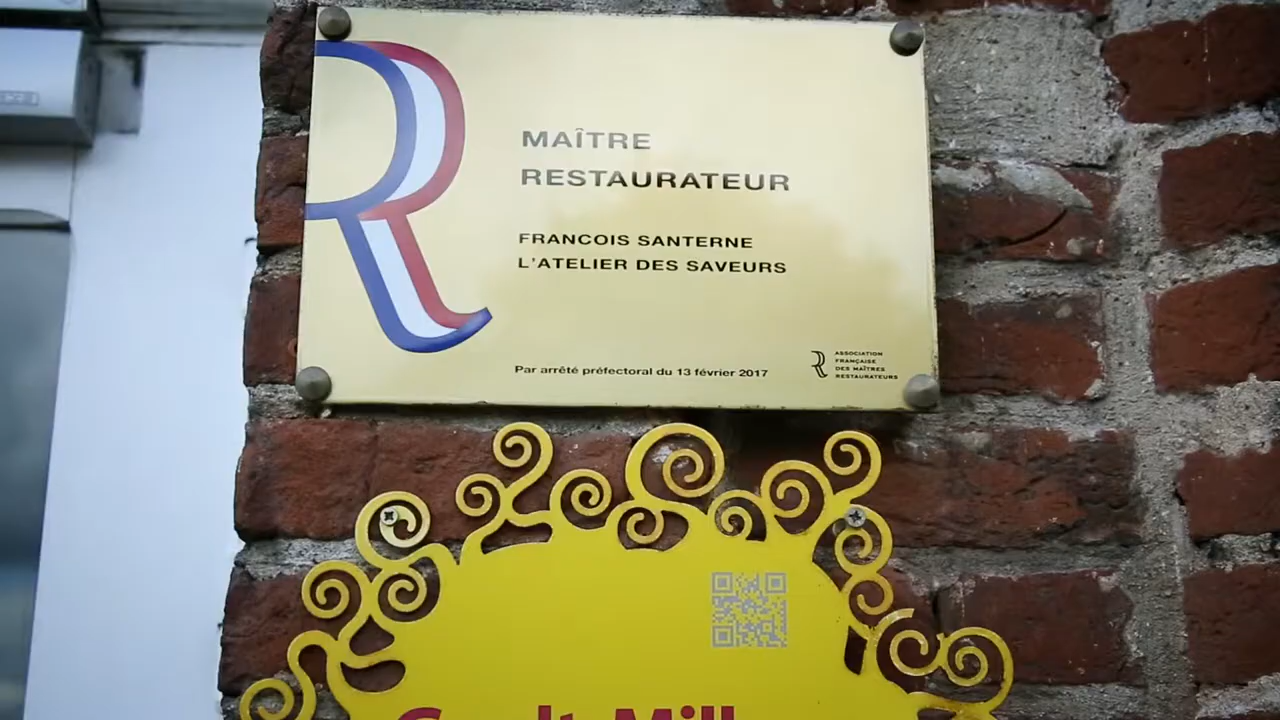 MAÎTRE
RESTAURATEUR
FRANCOIS SANTERNE
L'ATELIER DES SAVEURS
Par arrêté préfectoral du 13 février 2017
ASSOCIATION
FRANÇAISE
DES MAÎTRES
RESTAURATEURS